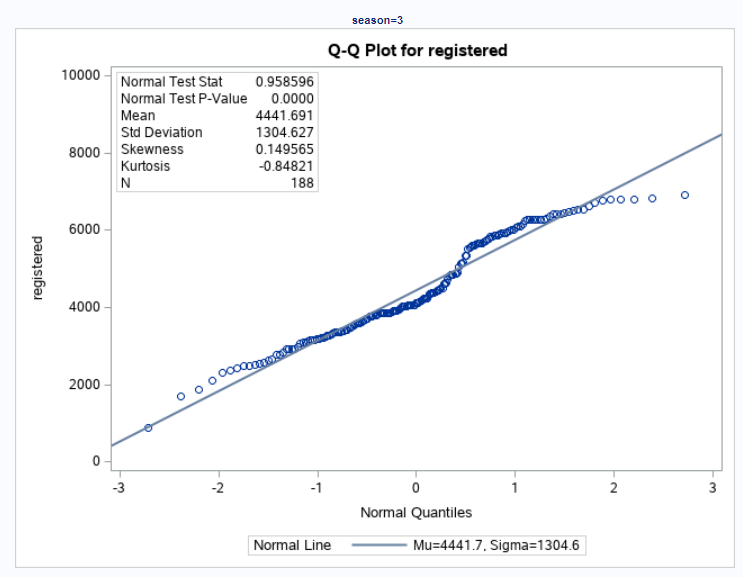 season=3
Q-Q Plot for registered
Normal Test Stat 0.958596
Normal Test P-Value 0.0000
Mean 4441.691
Std Deviation 1304.627
Skewness 0.149565
Kurtosis -0.84821
N 188
10000
8000
6000
4000
2000
0
registered
-3 -2 -1 0 1 2 3
Normal Quantiles
Normal Line Mu=4441.7, Sigma=1304.6